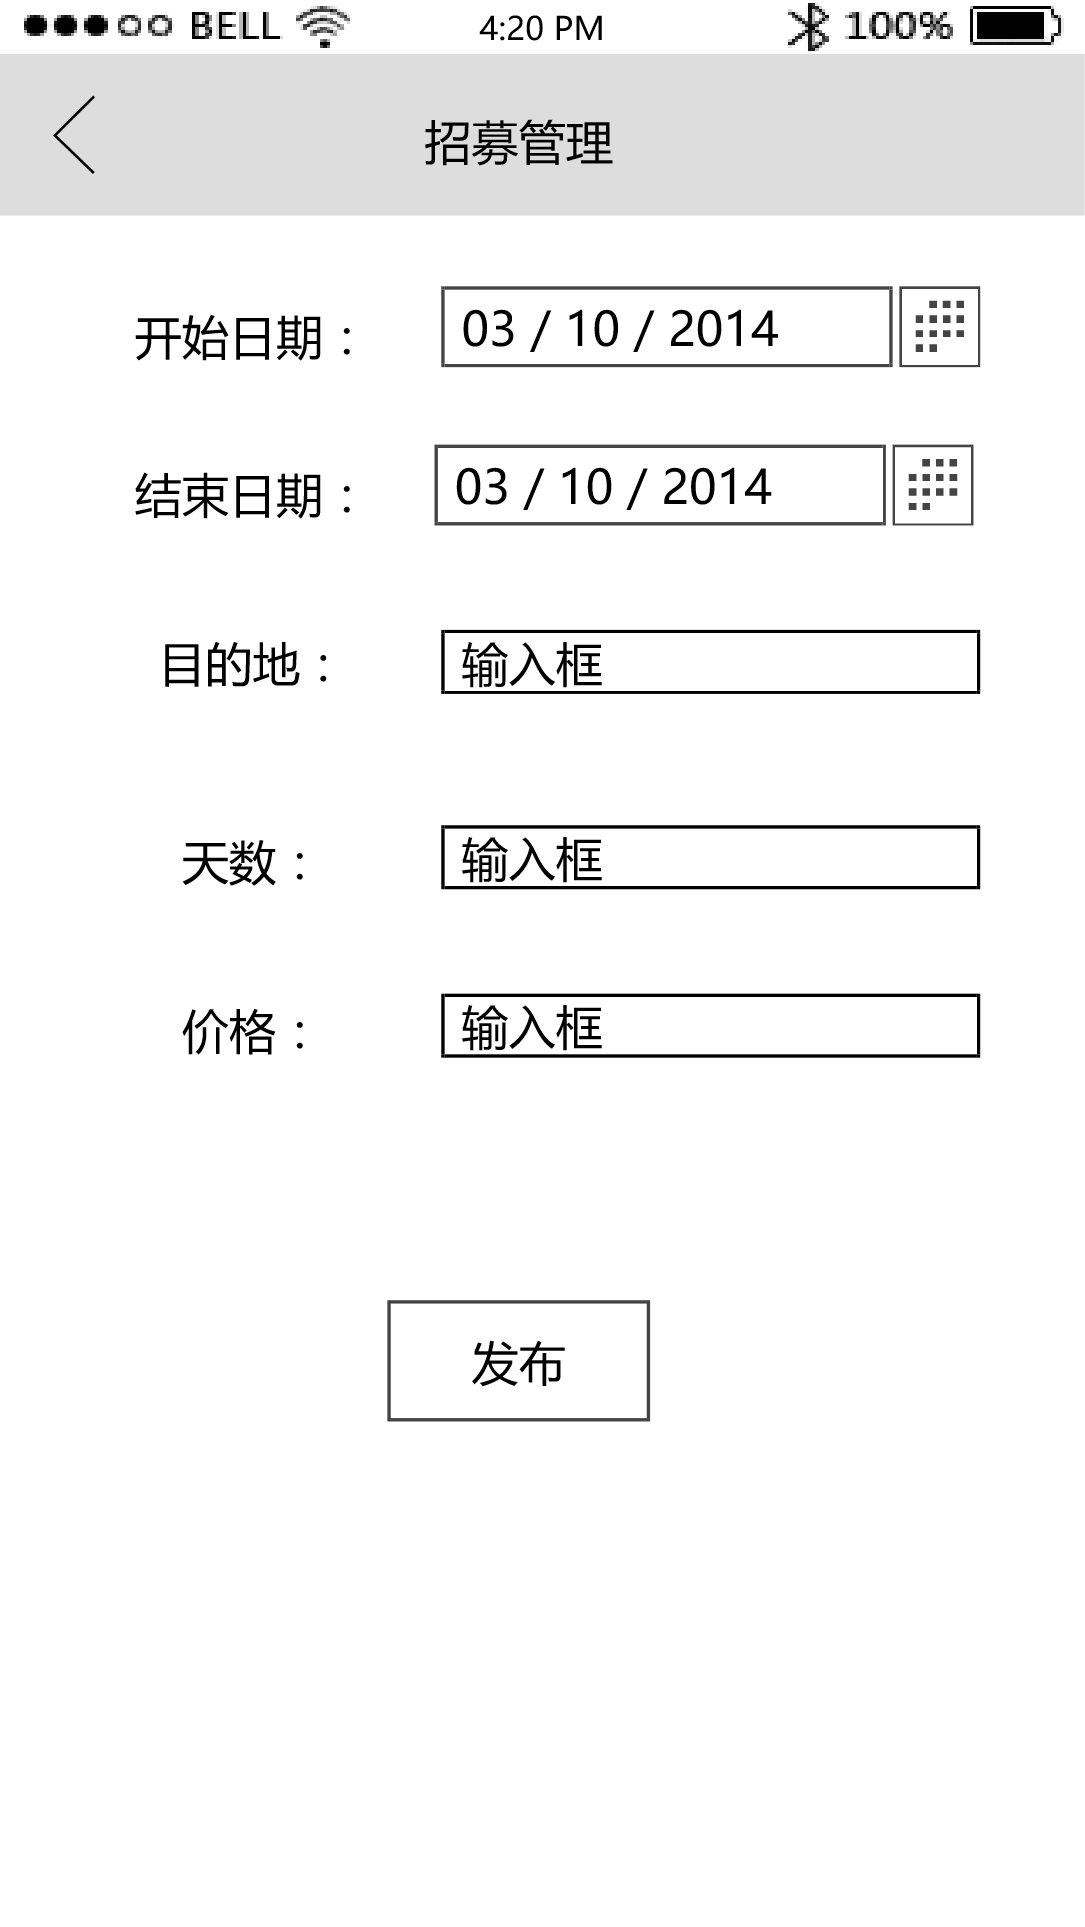 BELL 4:20 PM 100%
招募管理
开始日期： 03 / 10 / 2014
结束日期： 03 / 10 / 2014
目的地： 输入框
天数： 输入框
价格： 输入框
发布